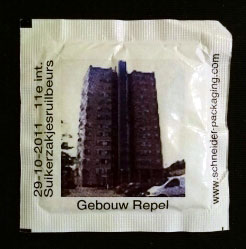 29-10-2011   11e int.
Suikerzakjesruilbeurs
Gebouw Repel
www.schneider-packaging.com